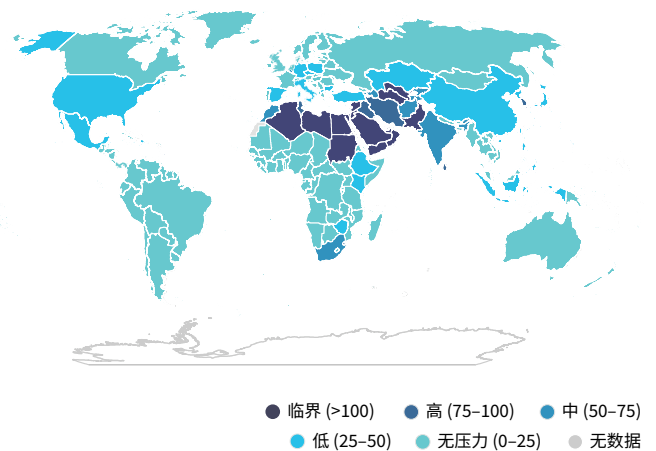 临界 (>100) 高 (75–100) 中 (50–75)
低 (25–50) 无压力 (0–25) 无数据